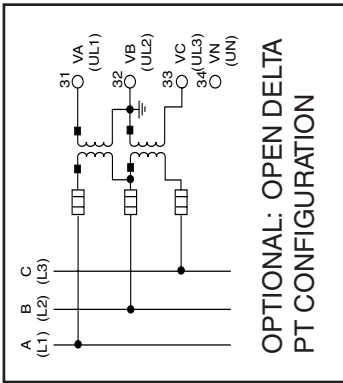 31 VA (UL1)
32 VB (UL2)
33 VC (UL3)
34 VN (UN)
C (L3)
B (L2)
A (L1)
OPTIONAL: OPEN DELTA
PT CONFIGURATION